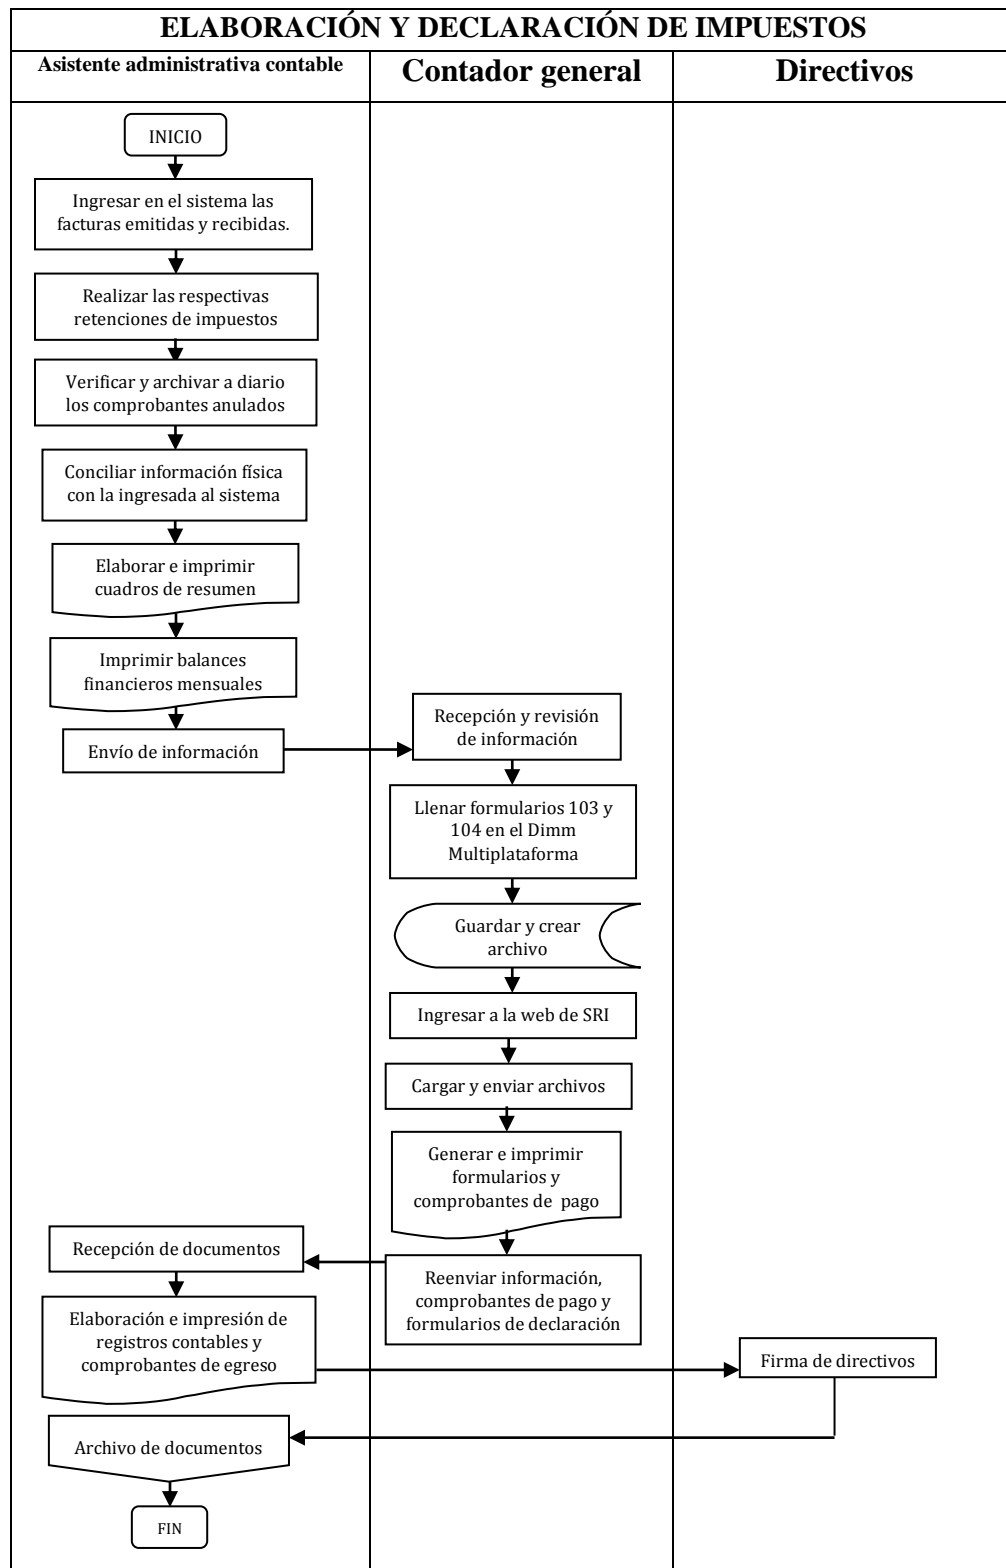 ELABORACIÓN Y DECLARACIÓN DE IMPUESTOS
Asistente administrativa contable
Contador general
Directivos
INICIO
Ingresar en el sistema las
facturas emitidas y recibidas.
Realizar las respectivas
retenciones de impuestos
Verificar y archivar a diario
los comprobantes anulados
Conciliar información física
con la ingresada al sistema
Elaborar e imprimir
cuadros de resumen
Imprimir balances
financieros mensuales
Envío de información
Recepción y revisión
de información
Llenar formularios 103 y
104 en el Dimm
Multiplataforma
Guardar y crear
archivo
Ingresar a la web de SRI
Cargar y enviar archivos
Generar e imprimir
formularios y
comprobantes de pago
Reenviar información,
comprobantes de pago y
formularios de declaración
Recepción de documentos
Elaboración e impresión de
registros contables y
comprobantes de egreso
Firma de directivos
Archivo de documentos
FIN